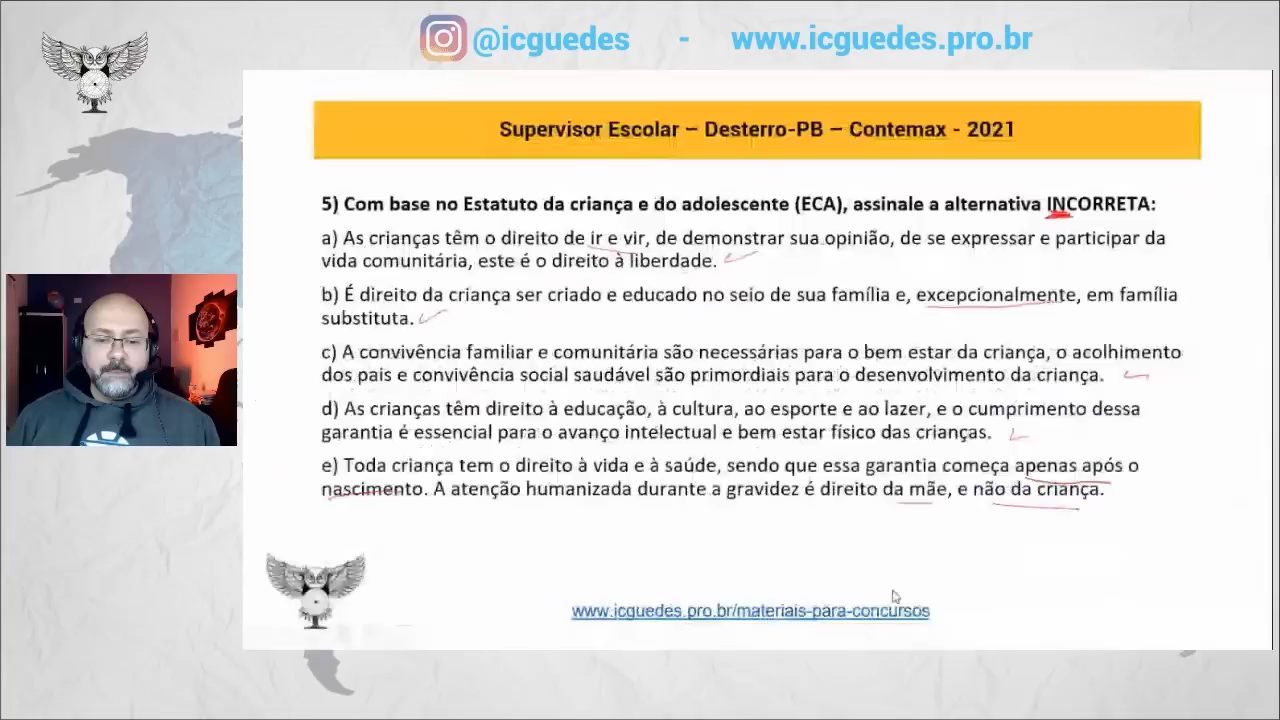 @icguedes - www.icguedes.pro.br
Supervisor Escolar – Desterro-PB – Contemax - 2021
5) Com base no Estatuto da criança e do adolescente (ECA), assinale a alternativa INCORRETA:
a) As crianças têm o direito de ir e vir, de demonstrar sua opinião, de se expressar e participar da
vida comunitária, este é o direito à liberdade.
b) É direito da criança ser criado e educado no seio de sua família e, excepcionalmente, em família
substituta.
c) A convivência familiar e comunitária são necessárias para o bem estar da criança, o acolhimento
dos pais e convivência social saudável são primordiais para o desenvolvimento da criança.
d) As crianças têm direito à educação, à cultura, ao esporte e ao lazer, e o cumprimento dessa
garantia é essencial para o avanço intelectual e bem estar físico das crianças.
e) Toda criança tem o direito à vida e à saúde, sendo que essa garantia começa apenas após o
nascimento. A atenção humanizada durante a gravidez é direito da mãe, e não da criança.
www.icguedes.pro.br/materiais-para-concursos